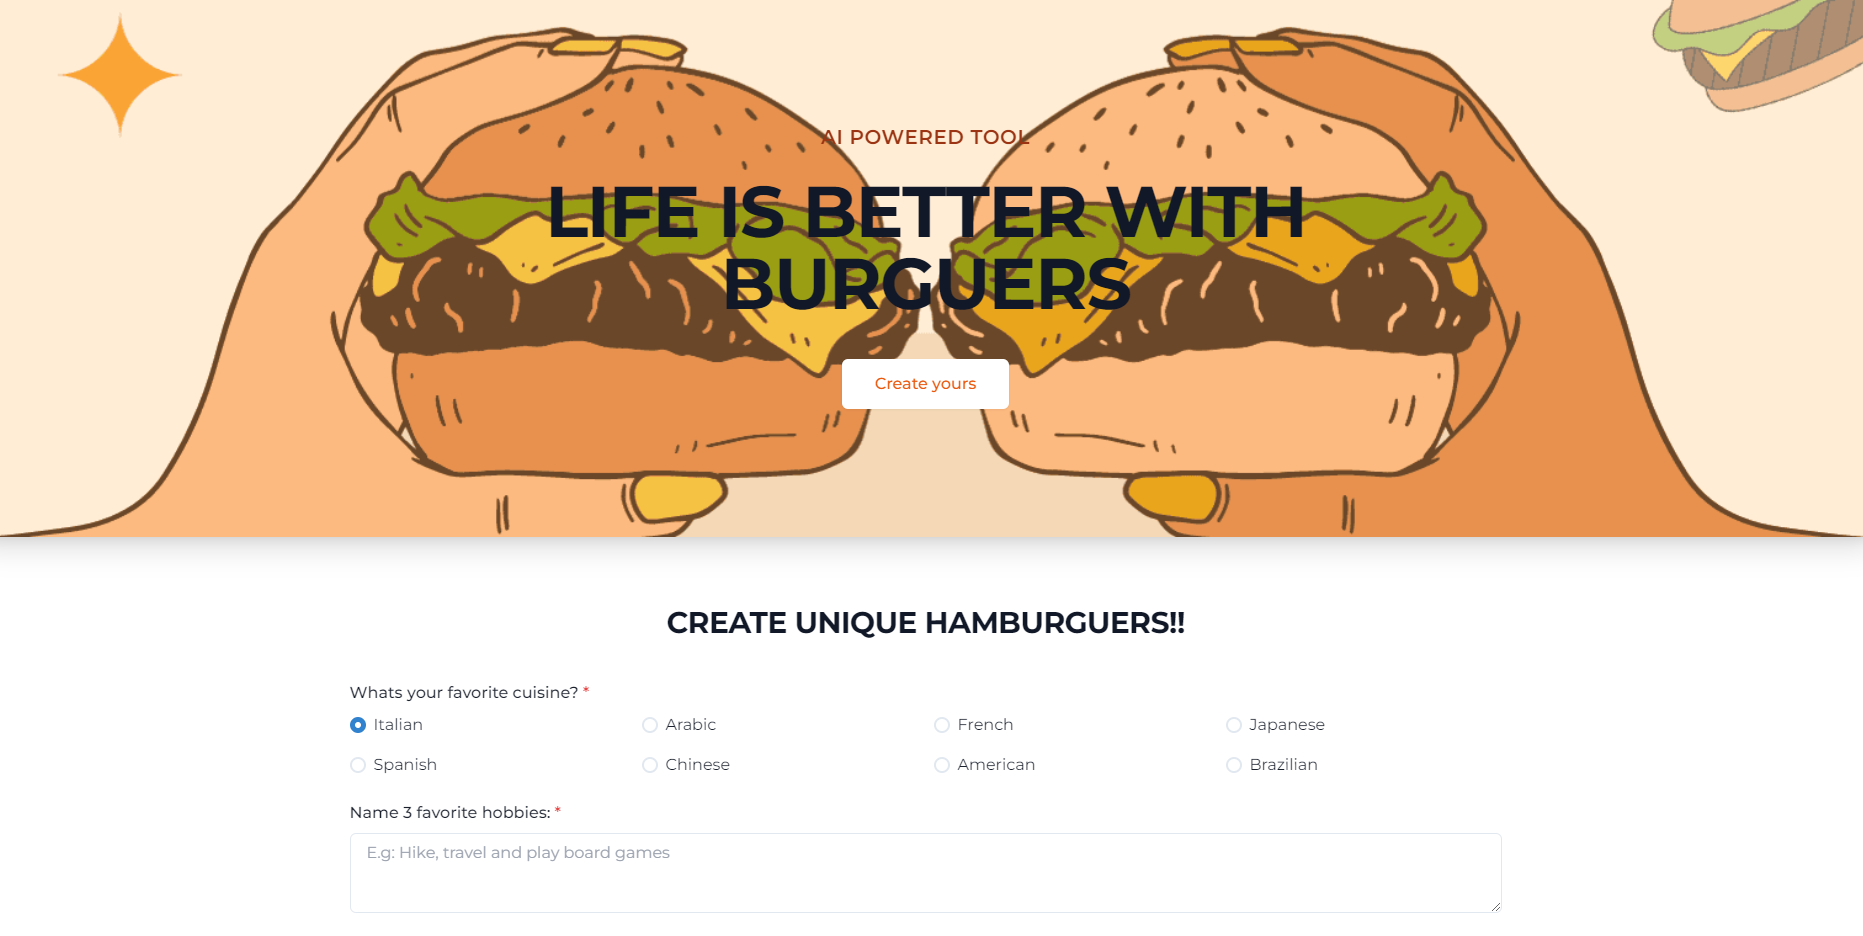 AI POWERED TOOL
LIFE IS BETTER WITH
BURGUERS
Create yours
CREATE UNIQUE HAMBURGUERS!!
Whats your favorite cuisine? *
Italian Arabic French Japanese
Spanish Chinese American Brazilian
Name 3 favorite hobbies: *
E.g: Hike, travel and play board games